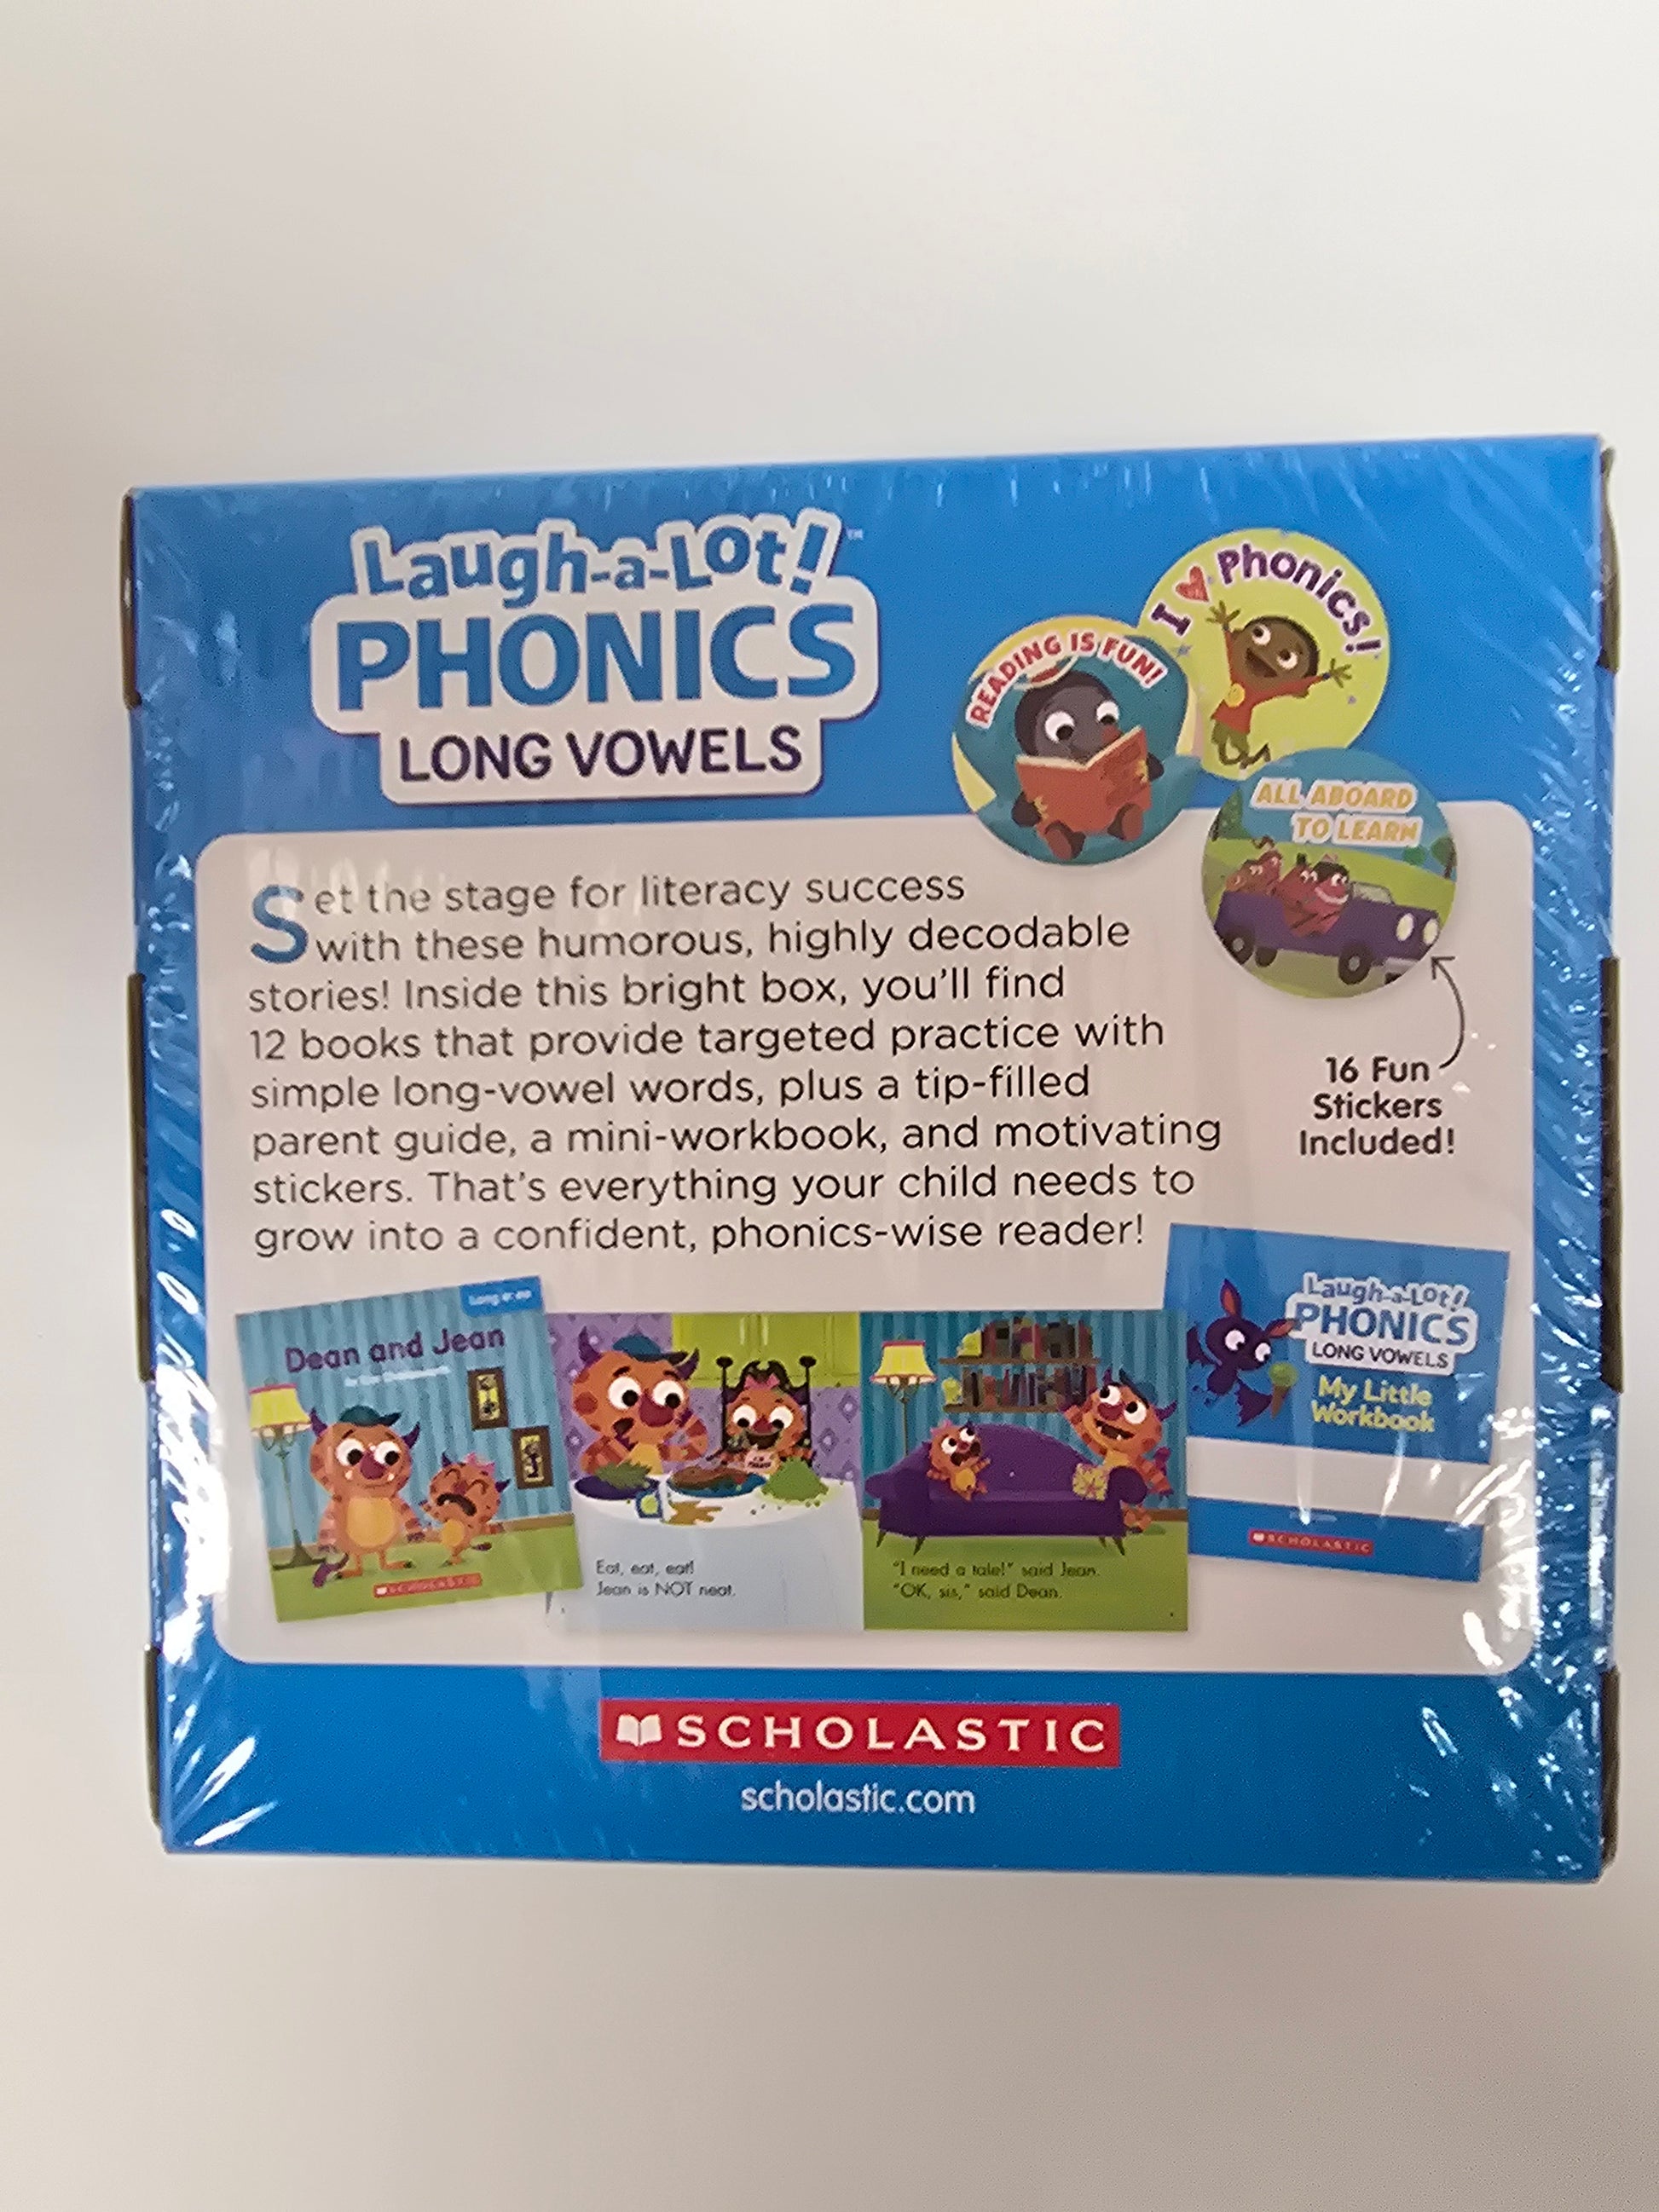 Laugh-a-Lot!™
PHONICS
LONG VOWELS
I ♥ Phonics!
READING IS FUN!
ALL ABOARD
TO LEARN
Set the stage for literacy success
with these humorous, highly decodable
stories! Inside this bright box, you'll find
12 books that provide targeted practice with
simple long-vowel words, plus a tip-filled
parent guide, a mini-workbook, and motivating
stickers. That's everything your child needs to
grow into a confident, phonics-wise reader!
16 Fun
Stickers
Included!
Dean and Jean
SCHOLASTIC
Eat, eat, eat!
Jean is NOT neat.
"I need a tale!" said Jean.
"OK, sis," said Dean.
Laugh-a-Lot!
PHONICS
LONG VOWELS
My Little
Workbook
SCHOLASTIC
SCHOLASTIC
scholastic.com